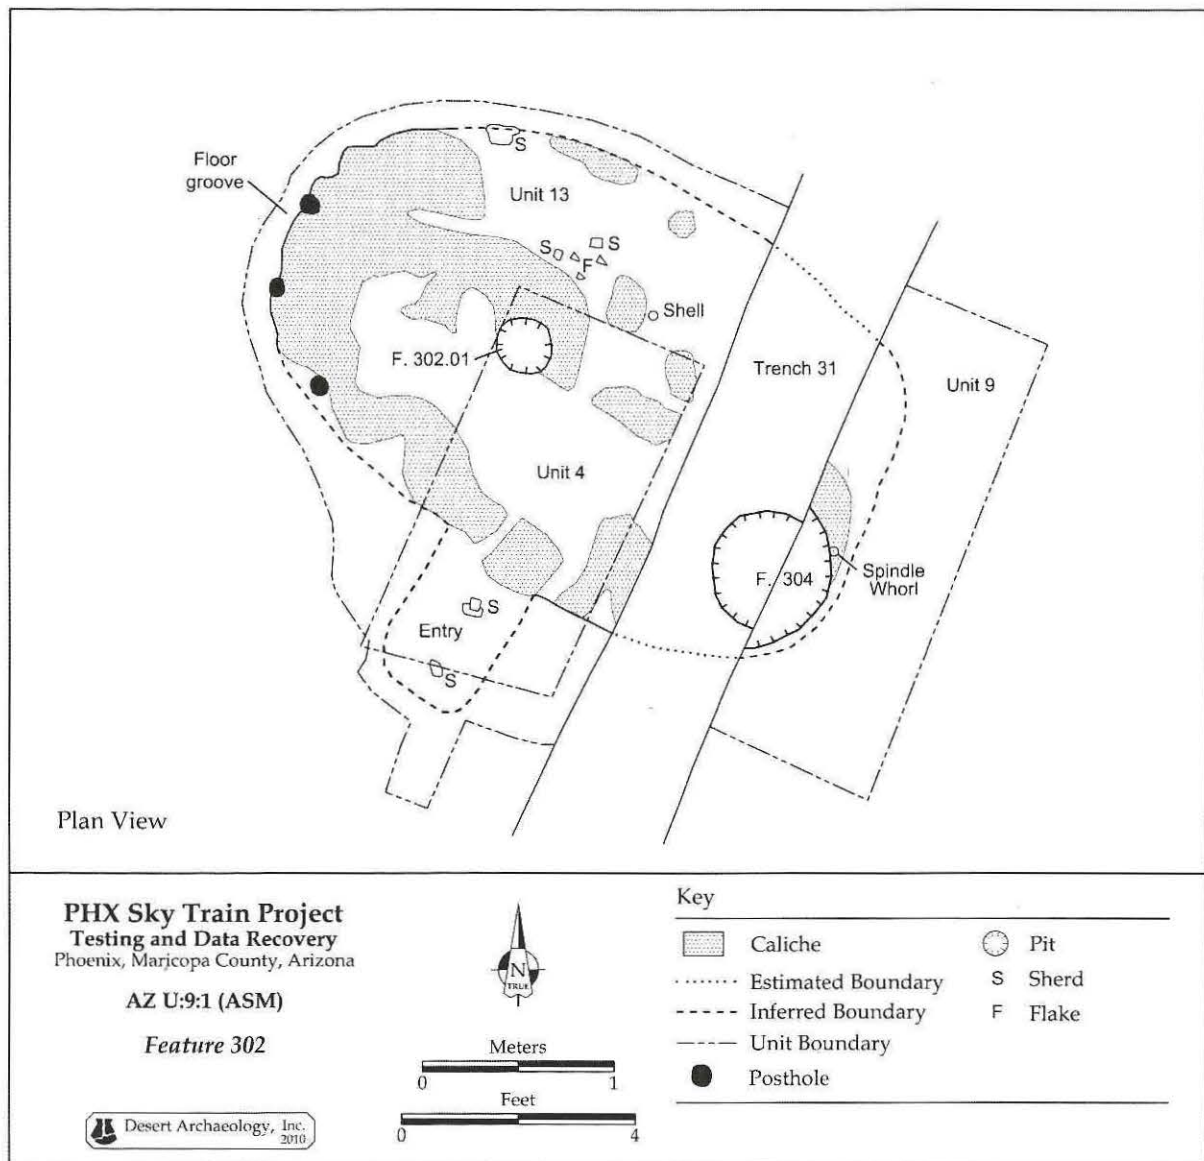 Floor
groove
S
Unit 13
S
S
F
Shell
F. 302.01
Trench 31
Unit 9
Unit 4
F. 304
Spindle
Whorl
S
Entry
S
Plan View
PHX Sky Train Project
Testing and Data Recovery
Phoenix, Maricopa County, Arizona
AZ U:9:1 (ASM)
Feature 302
Desert Archaeology, Inc.
2010
N
TRUE
Meters
0 1
Feet
0 4
Key
Caliche
Estimated Boundary
Inferred Boundary
Unit Boundary
Posthole
Pit
S Sherd
F Flake